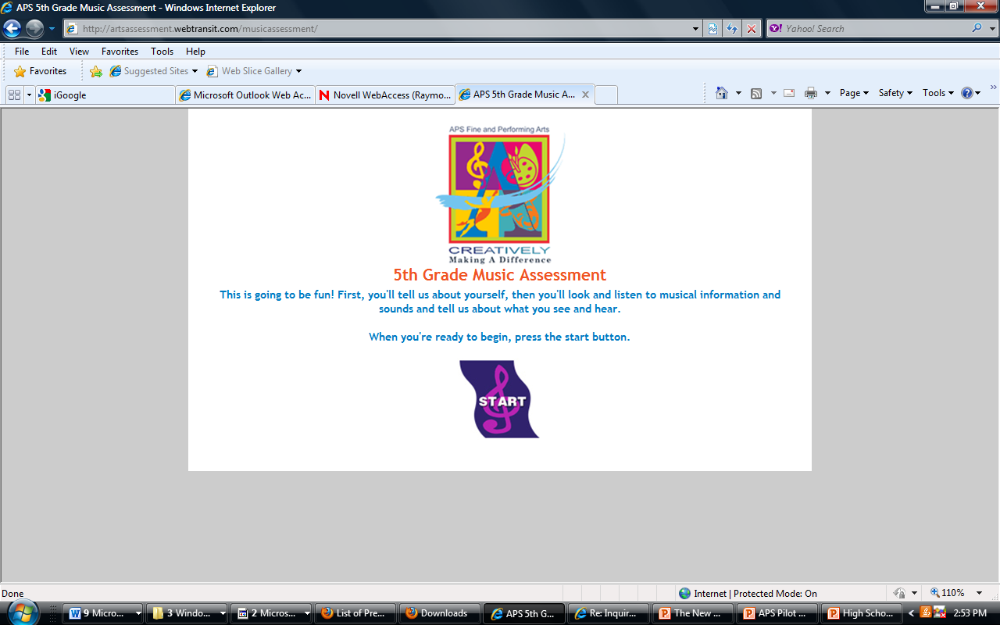 APS 5th Grade Music Assessment - Windows Internet Explorer
http://artsassessment.webtransit.com/musicassessment/
Y! Yahoo! Search
File Edit View Favorites Tools Help
Favorites Suggested Sites Web Slice Gallery
iGoogle Microsoft Outlook Web Ac... Novell WebAccess (Raymo... APS 5th Grade Music A... Page Safety Tools
APS Fine and Performing Arts
CREATIVELY
Making A Difference
5th Grade Music Assessment
This is going to be fun! First, you'll tell us about yourself, then you'll look and listen to musical information and
sounds and tell us about what you see and hear.
When you're ready to begin, press the start button.
START
Done Internet | Protected Mode: On 110%
9 Micro... 3 Windo... 2 Micros... List of Pre... Downloads APS 5th G... Re: Inquir... The New ... APS Pilot ... High Scho... 2:53 PM